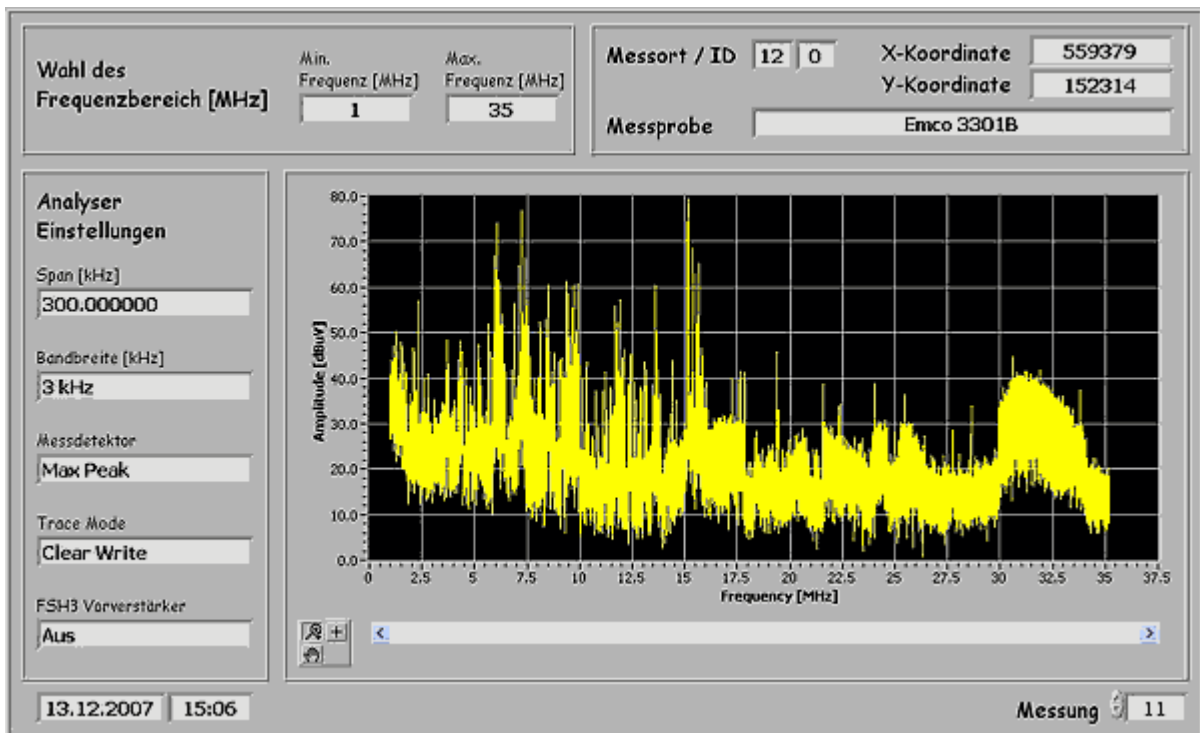 Wahl des
Frequenzbereich [MHz]
Min.
Frequenz [MHz]
1
Max.
Frequenz [MHz]
35
Messort / ID 12 0
X-Koordinate 559379
Y-Koordinate 152314
Messprobe Emco 3301B
Analyser
Einstellungen
Span [kHz]
300.000000
Bandbreite [kHz]
3 kHz
Messdetektor
Max Peak
Trace Mode
Clear Write
FSH3 Vorverstärker
Aus
Amplitude [dBuV]
80.0
70.0
60.0
50.0
40.0
30.0
20.0
10.0
0.0
0 2.5 5 7.5 10 12.5 15 17.5 20 22.5 25 27.5 30 32.5 35 37.5
Frequency [MHz]
13.12.2007 15:06
Messung 11